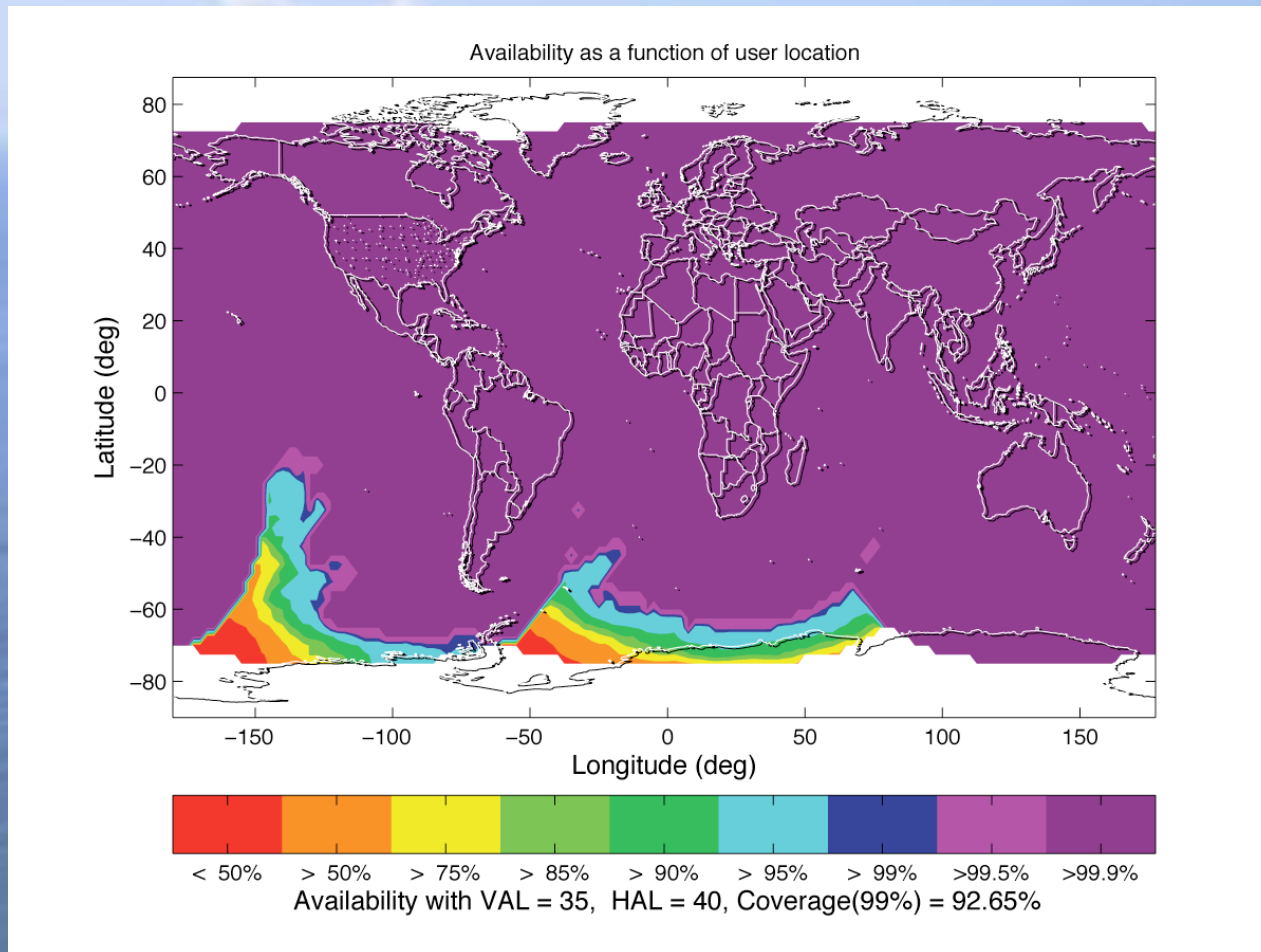 Availability as a function of user location
80
60
40
20
0
−20
−40
−60
−80
Latitude (deg)
−150 −100 −50 0 50 100 150
Longitude (deg)
< 50% > 50% > 75% > 85% > 90% > 95% > 99% >99.5% >99.9%
Availability with VAL = 35, HAL = 40, Coverage(99%) = 92.65%